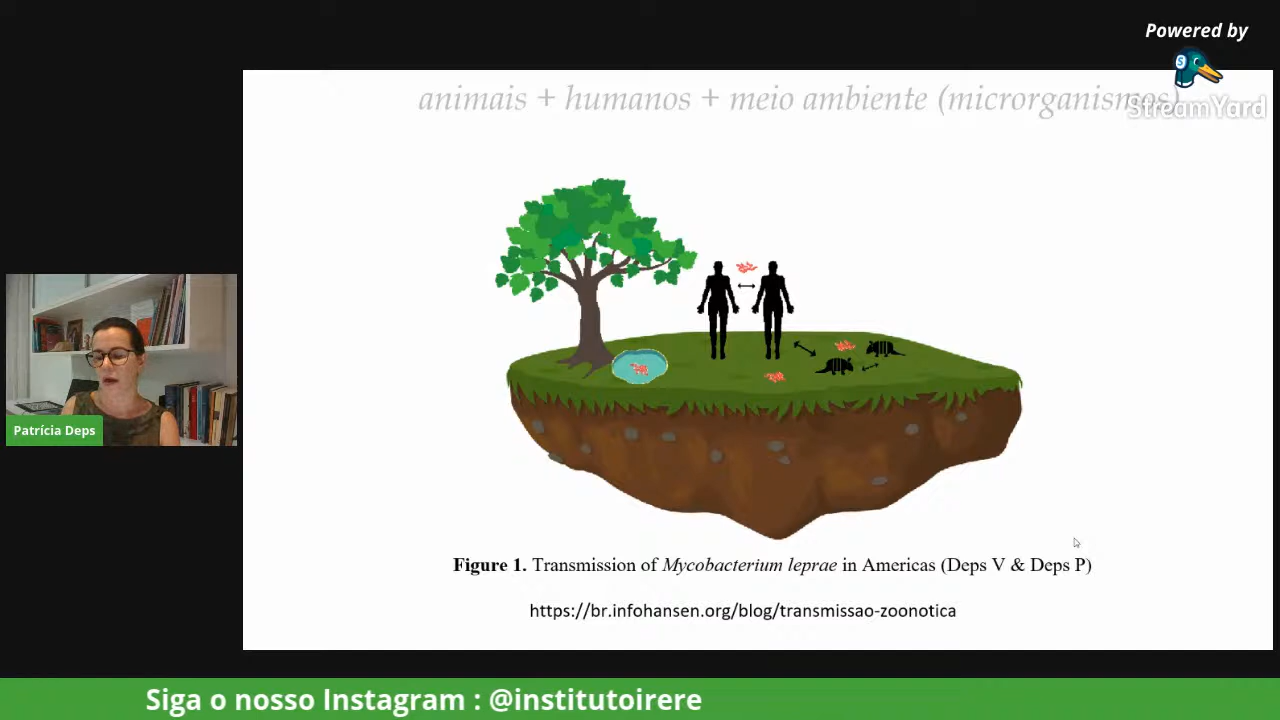 Powered by
StreamYard
animais + humanos + meio ambiente (microrganismos)
Patrícia Deps
Figure 1. Transmission of Mycobacterium leprae in Americas (Deps V & Deps P)
https://br.infohansen.org/blog/transmissao-zoonotica
Siga o nosso Instagram : @institutoirere